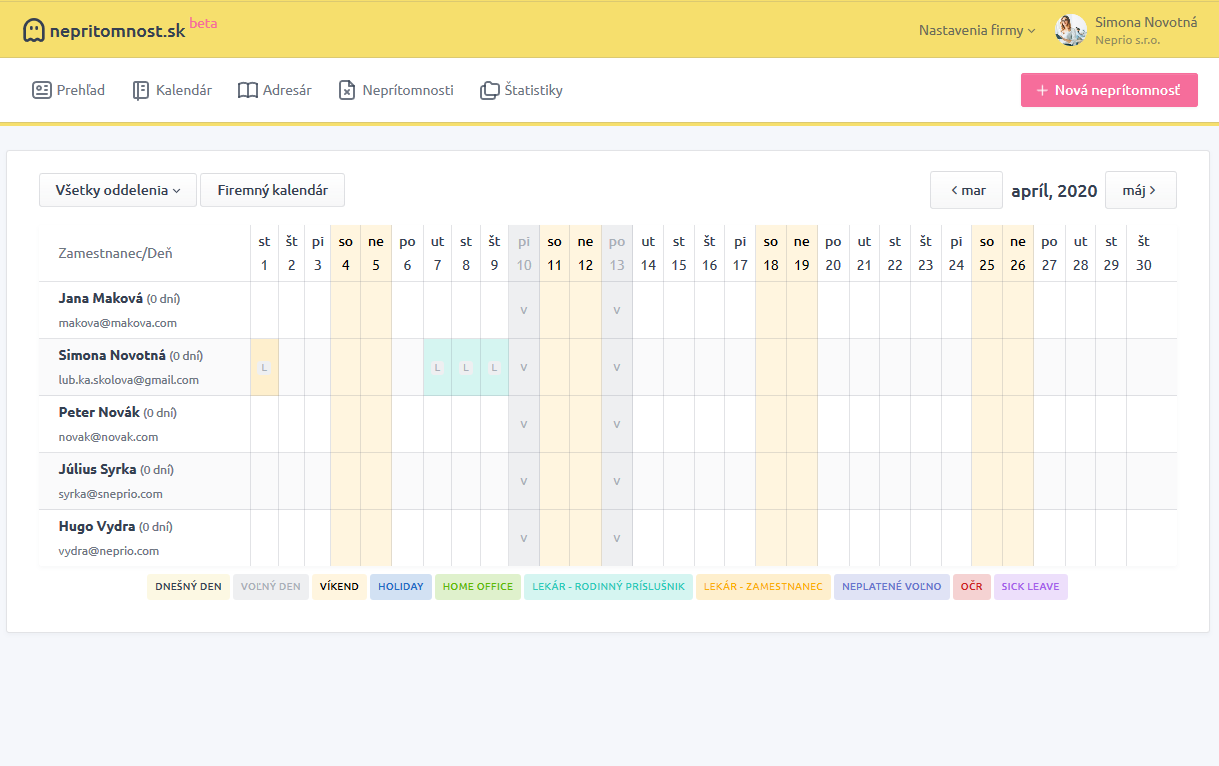 nepritomnost.sk beta
Nastavenia firmy
Simona Novotná
Neprio s.r.o.
Prehľad Kalendár Adresár Neprítomnosti Štatistiky
+ Nová neprítomnosť
Všetky oddelenia Firemný kalendár
< mar apríl, 2020 máj >
Zamestnanec/Deň
st št pi so ne po ut st št pi so ne po ut st št pi so ne po ut st št pi so ne po ut st št
1 2 3 4 5 6 7 8 9 10 11 12 13 14 15 16 17 18 19 20 21 22 23 24 25 26 27 28 29 30
Jana Maková (0 dní)
makova@makova.com
V V
Simona Novotná (0 dní)
lub.ka.skolova@gmail.com
L L L L V V
Peter Novák (0 dní)
novak@novak.com
V V
Július Syrka (0 dní)
syrka@sneprio.com
V V
Hugo Vydra (0 dní)
vydra@neprio.com
V V
DNEŠNÝ DEN VOĽNÝ DEN VÍKEND HOLIDAY HOME OFFICE LEKÁR - RODINNÝ PRÍSLUŠNIK LEKÁR - ZAMESTNANEC NEPLATENÉ VOĽNO OČR SICK LEAVE